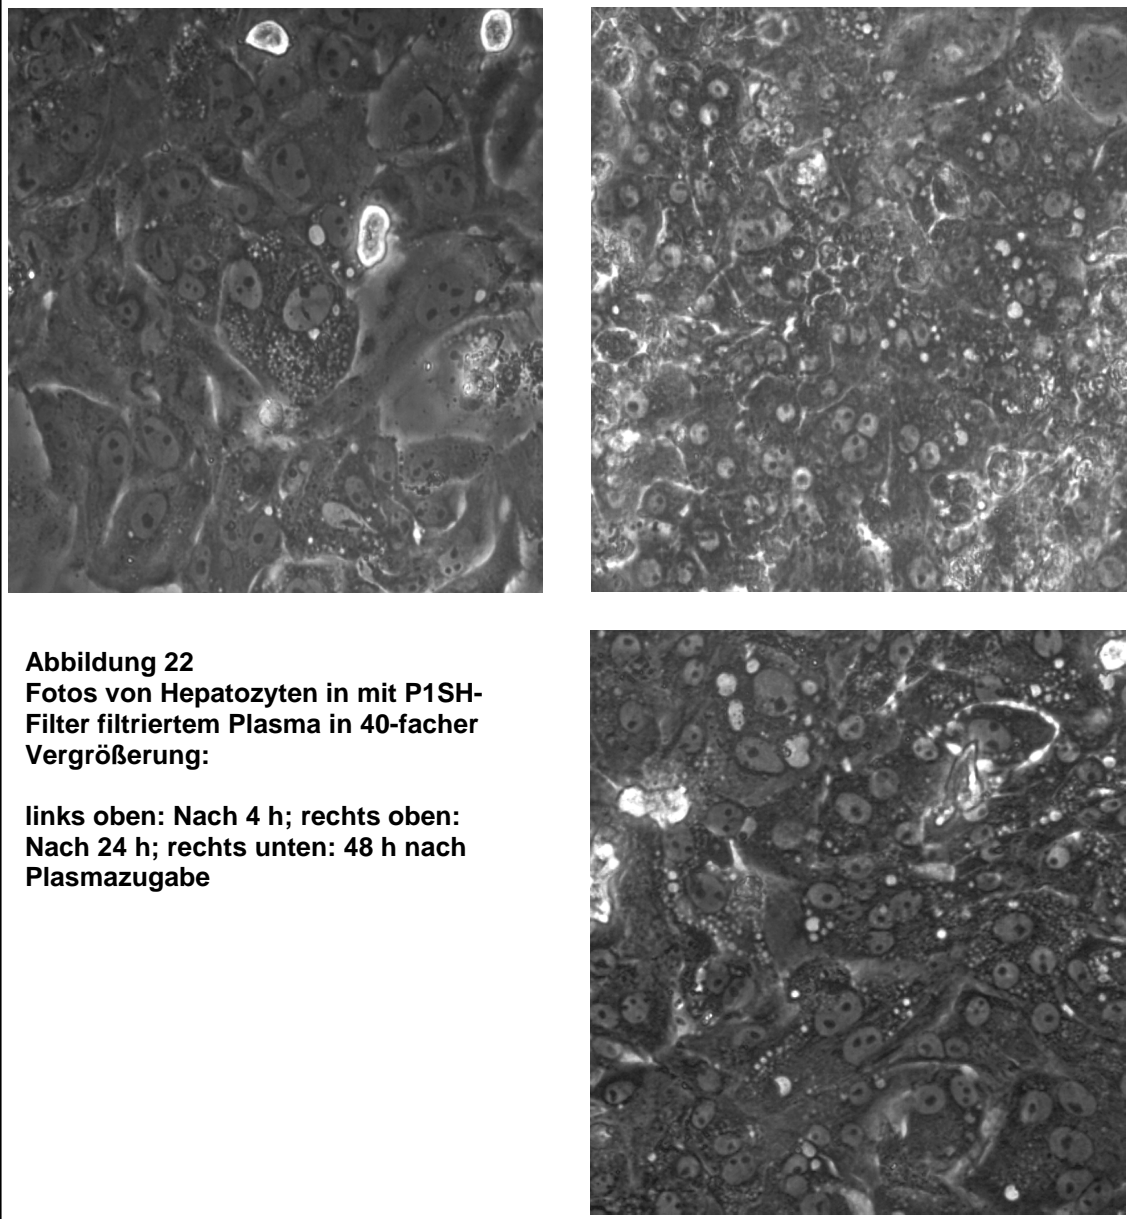 Abbildung 22
Fotos von Hepatozyten in mit P1SH-
Filter filtriertem Plasma in 40-facher
Vergrößerung:
links oben: Nach 4 h; rechts oben:
Nach 24 h; rechts unten: 48 h nach
Plasmazugabe